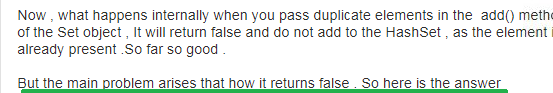 Now , what happens internally when you pass duplicate elements in the add()
of the Set object , It will return false and do not add to the HashSet , as the element
already present .So far so good .
But the main problem arises that how it returns false . So here is the answer